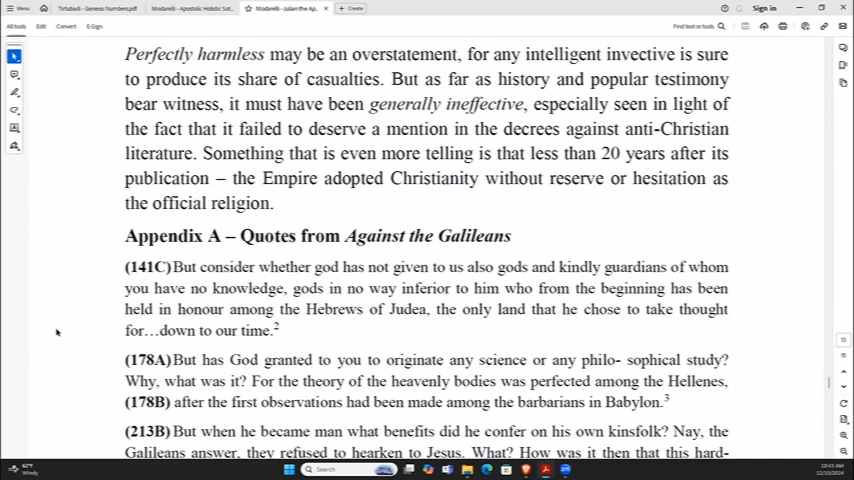 Menu
Tirtubadi - Genesis Numbers.pdf
Modarelli - Apostolic Holistic Sot...
Modarelli - Julian the Ap...
Create
Sign in
All tools Edit Convert E-Sign
Find text or tools
Perfectly harmless may be an overstatement, for any intelligent invective is sure
to produce its share of casualties. But as far as history and popular testimony
bear witness, it must have been generally ineffective, especially seen in light of
the fact that it failed to deserve a mention in the decrees against anti-Christian
literature. Something that is even more telling is that less than 20 years after its
publication – the Empire adopted Christianity without reserve or hesitation as
the official religion.
Appendix A – Quotes from Against the Galileans
(141C) But consider whether god has not given to us also gods and kindly guardians of whom
you have no knowledge, gods in no way inferior to him who from the beginning has been
held in honour among the Hebrews of Judea, the only land that he chose to take thought
for…down to our time.2
(178A) But has God granted to you to originate any science or any philo- sophical study?
Why, what was it? For the theory of the heavenly bodies was perfected among the Hellenes,
(178B) after the first observations had been made among the barbarians in Babylon.3
(213B) But when he became man what benefits did he confer on his own kinsfolk? Nay, the
Galileans answer, they refused to hearken to Jesus. What? How was it then that this hard-
62°F
Windy
Search
10:43 AM
12/10/2024